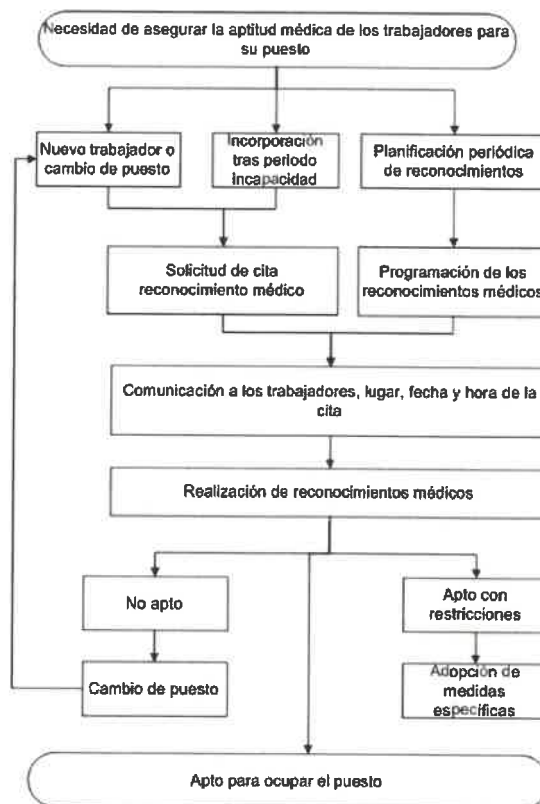 Necesidad de asegurar la aptitud médica de los trabajadores para
su puesto
Nuevo trabajador o
cambio de puesto
Incorporación
tras periodo
incapacidad
Planificación periódica
de reconocimientos
Solicitud de cita
reconocimiento médico
Programación de los
reconocimientos médicos
Comunicación a los trabajadores, lugar, fecha y hora de la
cita
Realización de reconocimientos médicos
No apto
Apto con
restricciones
Cambio de puesto
Adopción de
medidas
específicas
Apto para ocupar el puesto